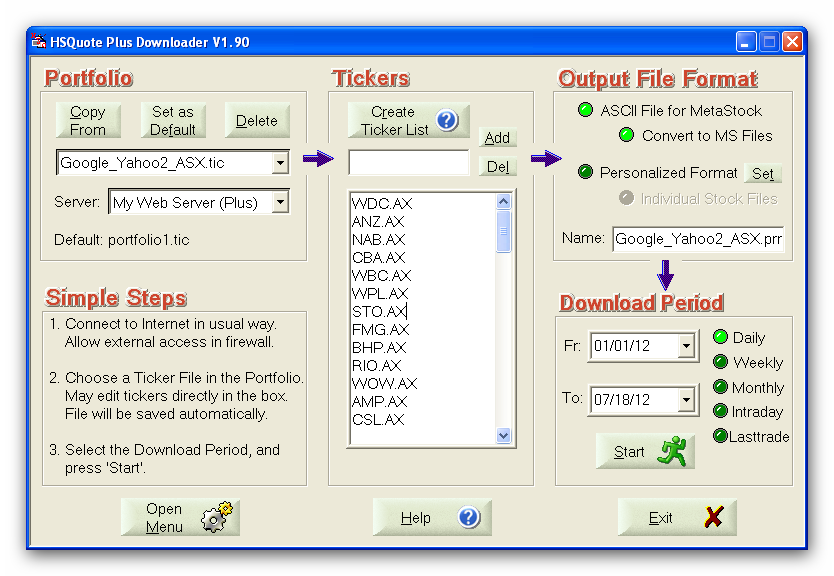 HSQuote Plus Downloader V1.90
Portfolio
Copy From
Set as Default
Delete
Google_Yahoo2_ASX.tic
Server: My Web Server (Plus)
Default: portfolio1.tic
Simple Steps
1. Connect to Internet in usual way.
Allow external access in firewall.
2. Choose a Ticker File in the Portfolio.
May edit tickers directly in the box.
File will be saved automatically.
3. Select the Download Period, and
press 'Start'.
Open Menu
Tickers
Create Ticker List
Add
Del
WDC.AX
ANZ.AX
NAB.AX
CBA.AX
WBC.AX
WPL.AX
STO.AX
FMG.AX
BHP.AX
RIO.AX
WOW.AX
AMP.AX
CSL.AX
Help
Output File Format
ASCII File for MetaStock
Convert to MS Files
Personalized Format Set
Individual Stock Files
Name: Google_Yahoo2_ASX.prn
Download Period
Fr: 01/01/12
To: 07/18/12
Daily
Weekly
Monthly
Intraday
Lasttrade
Start
Exit